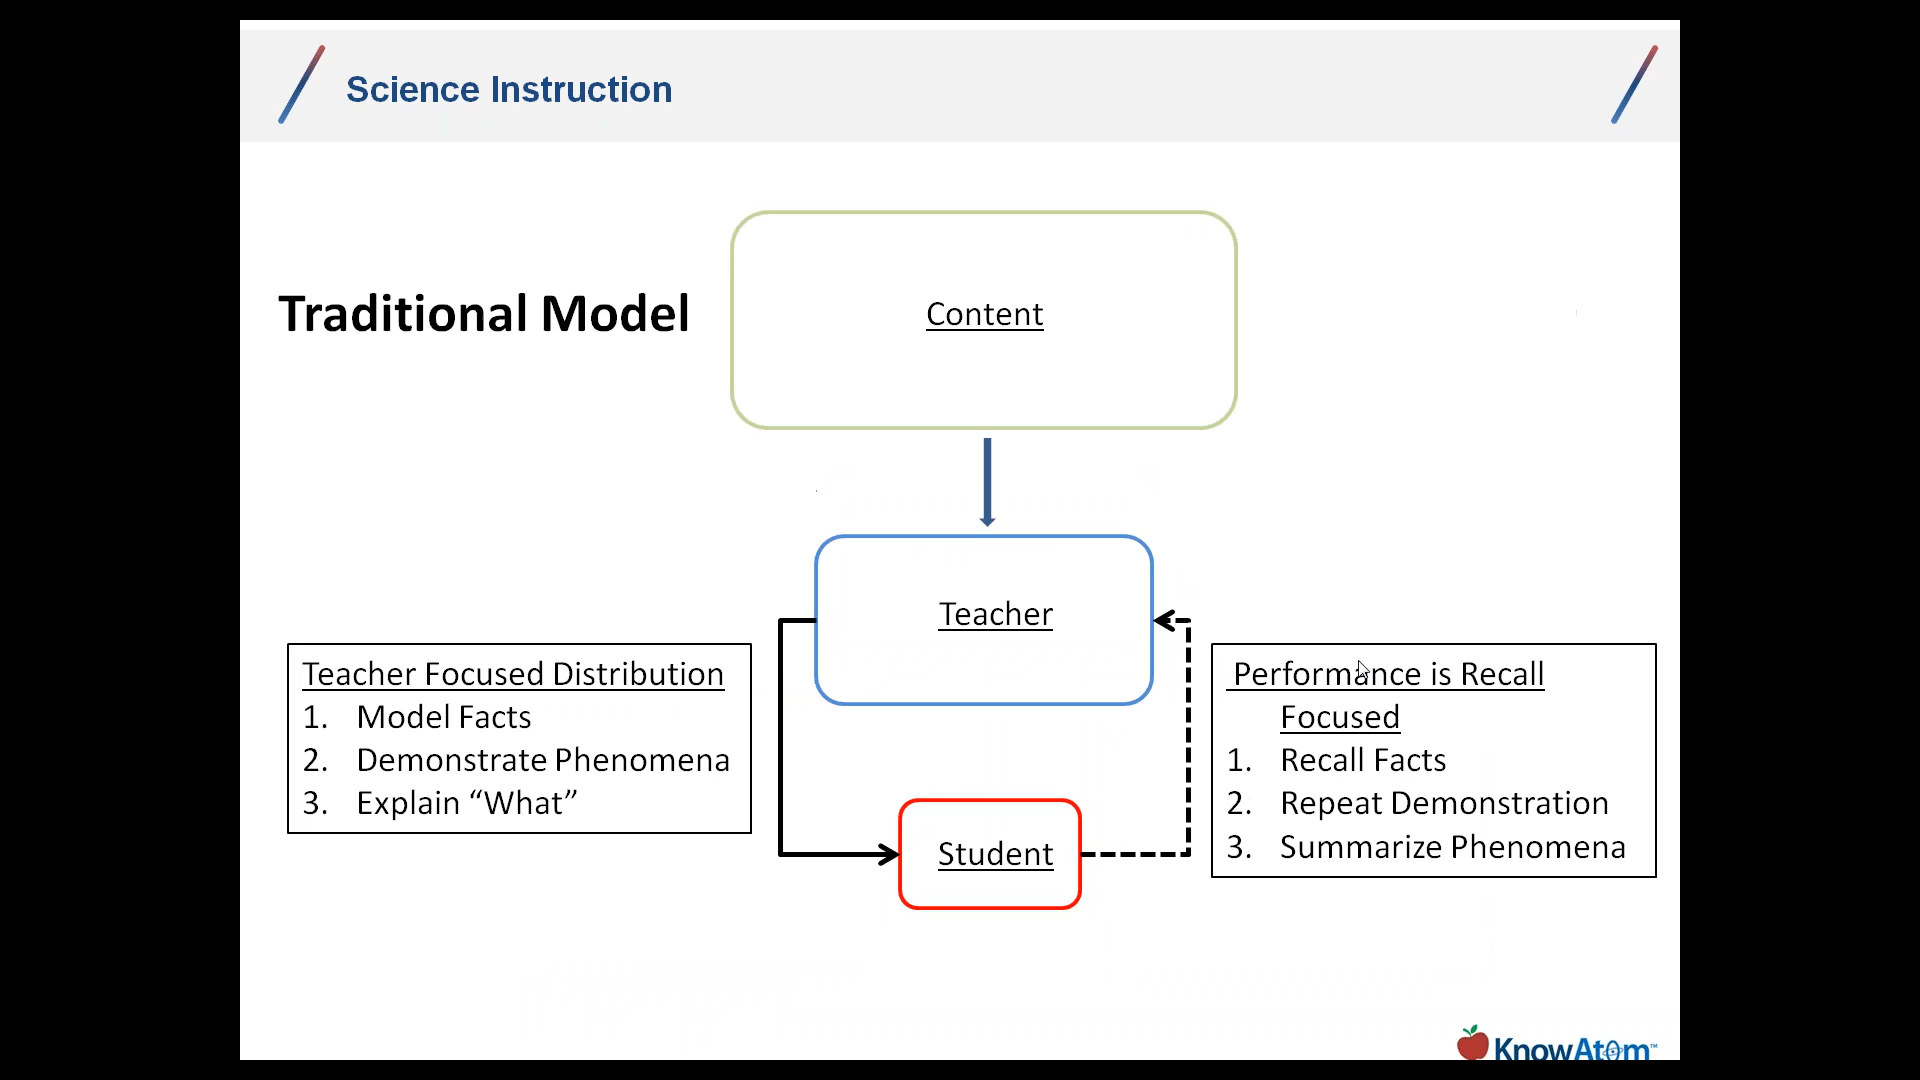 Science Instruction
Traditional Model
Content
Teacher
Teacher Focused Distribution
1. Model Facts
2. Demonstrate Phenomena
3. Explain “What”
Performance is Recall
Focused
1. Recall Facts
2. Repeat Demonstration
3. Summarize Phenomena
Student
KnowAtom™